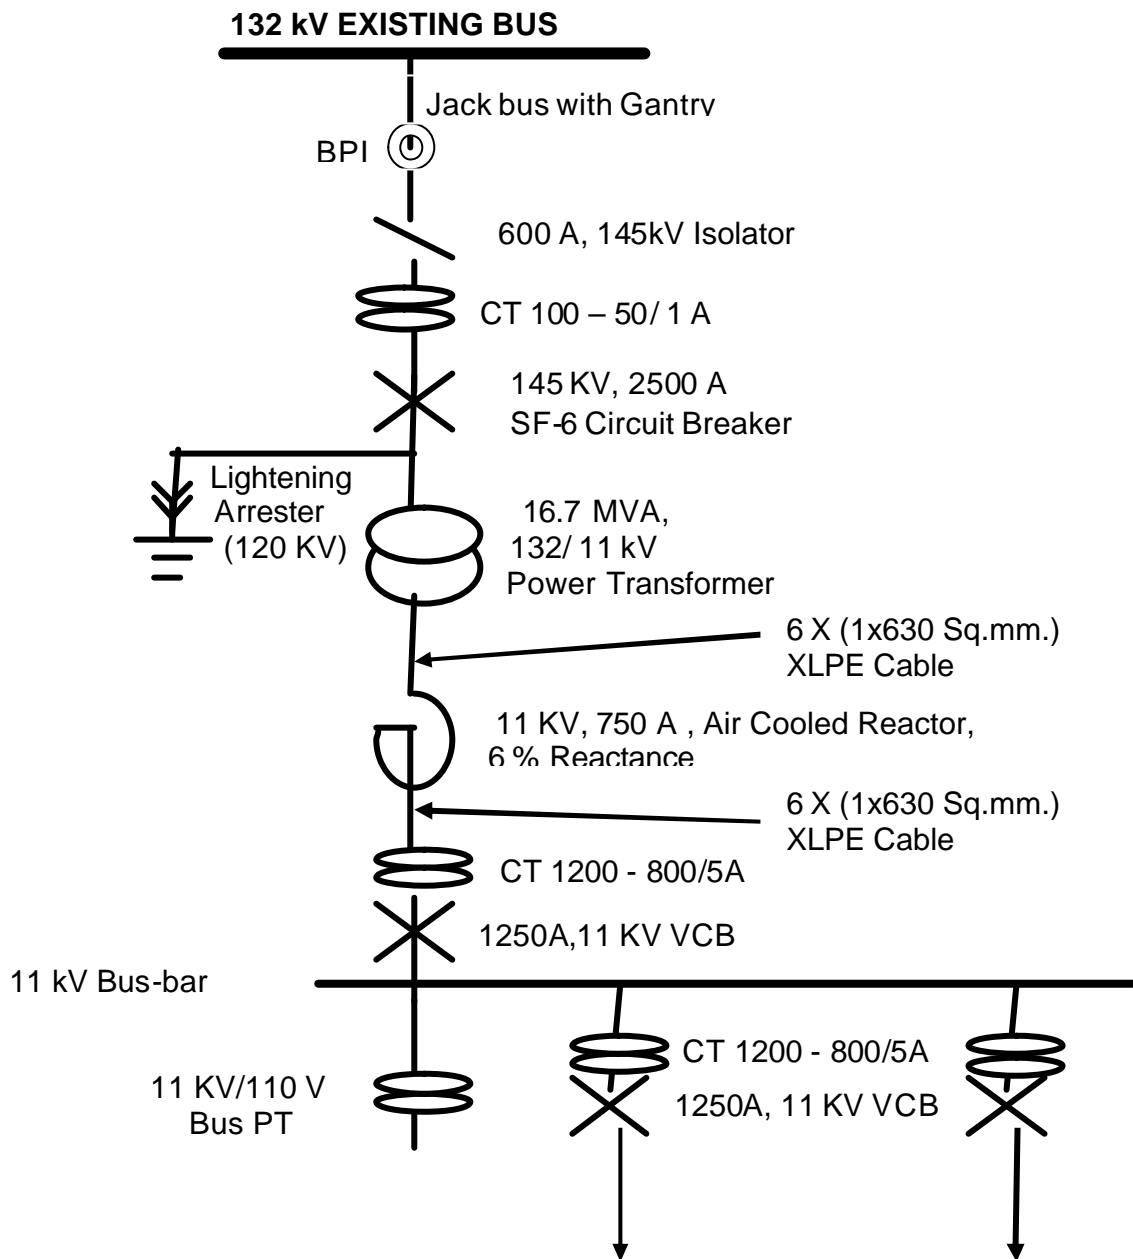 132 kV EXISTING BUS
Jack bus with Gantry
BPI
600 A, 145kV Isolator
CT 100 – 50/ 1 A
145 KV, 2500 A
SF-6 Circuit Breaker
Lightening
Arrester
(120 KV)
16.7 MVA,
132/ 11 kV
Power Transformer
6 X (1x630 Sq.mm.)
XLPE Cable
11 KV, 750 A , Air Cooled Reactor,
6 % Reactance
6 X (1x630 Sq.mm.)
XLPE Cable
CT 1200 - 800/5A
1250A,11 KV VCB
11 kV Bus-bar
CT 1200 - 800/5A
11 KV/110 V
Bus PT
1250A, 11 KV VCB